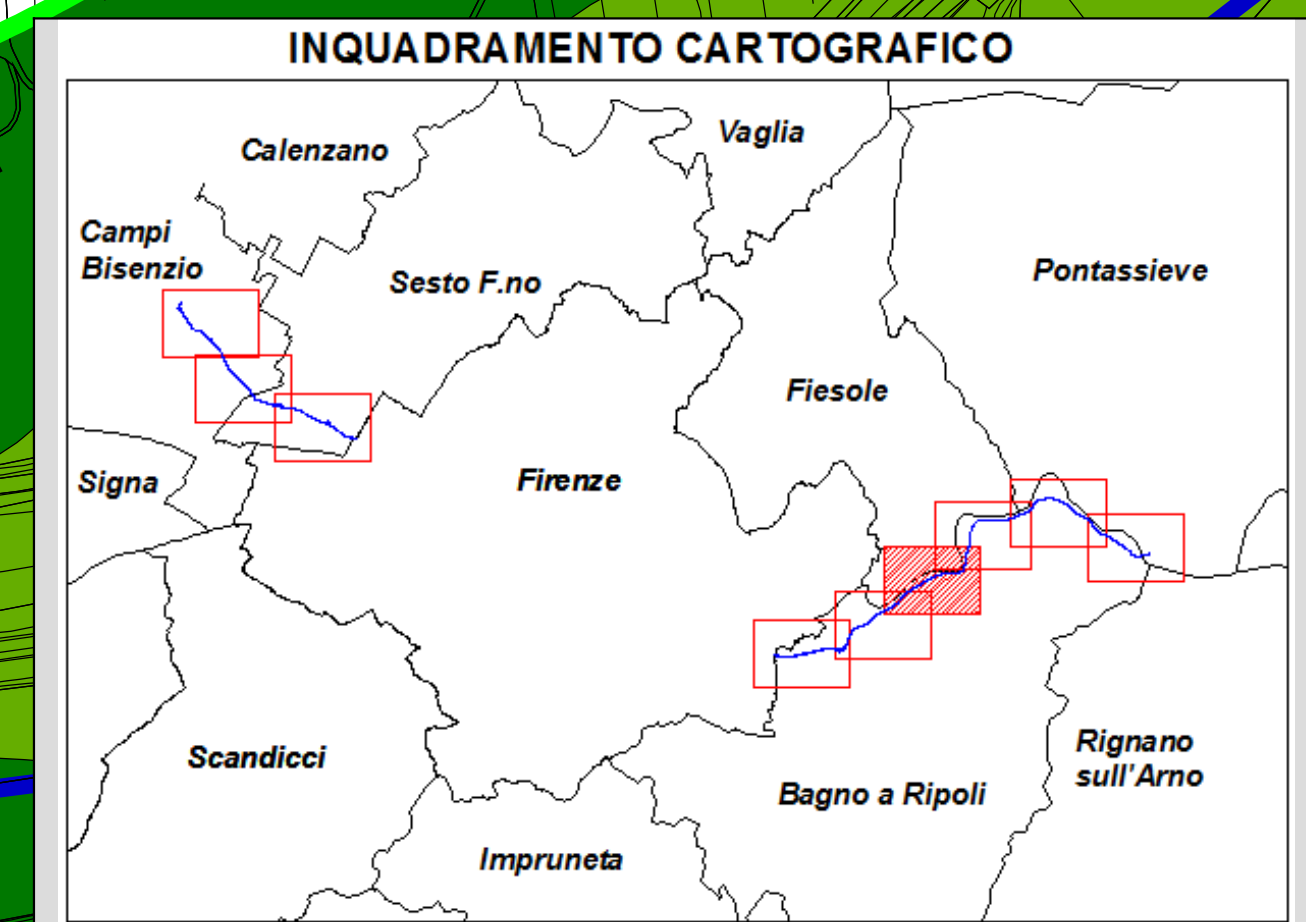 INQUADRAMENTO CARTOGRAFICO
Vaglia
Calenzano
Campi
Bisenzio
Sesto F.no
Pontassieve
Fiesole
Signa
Firenze
Scandicci
Rignano
sull'Arno
Bagno a Ripoli
Impruneta